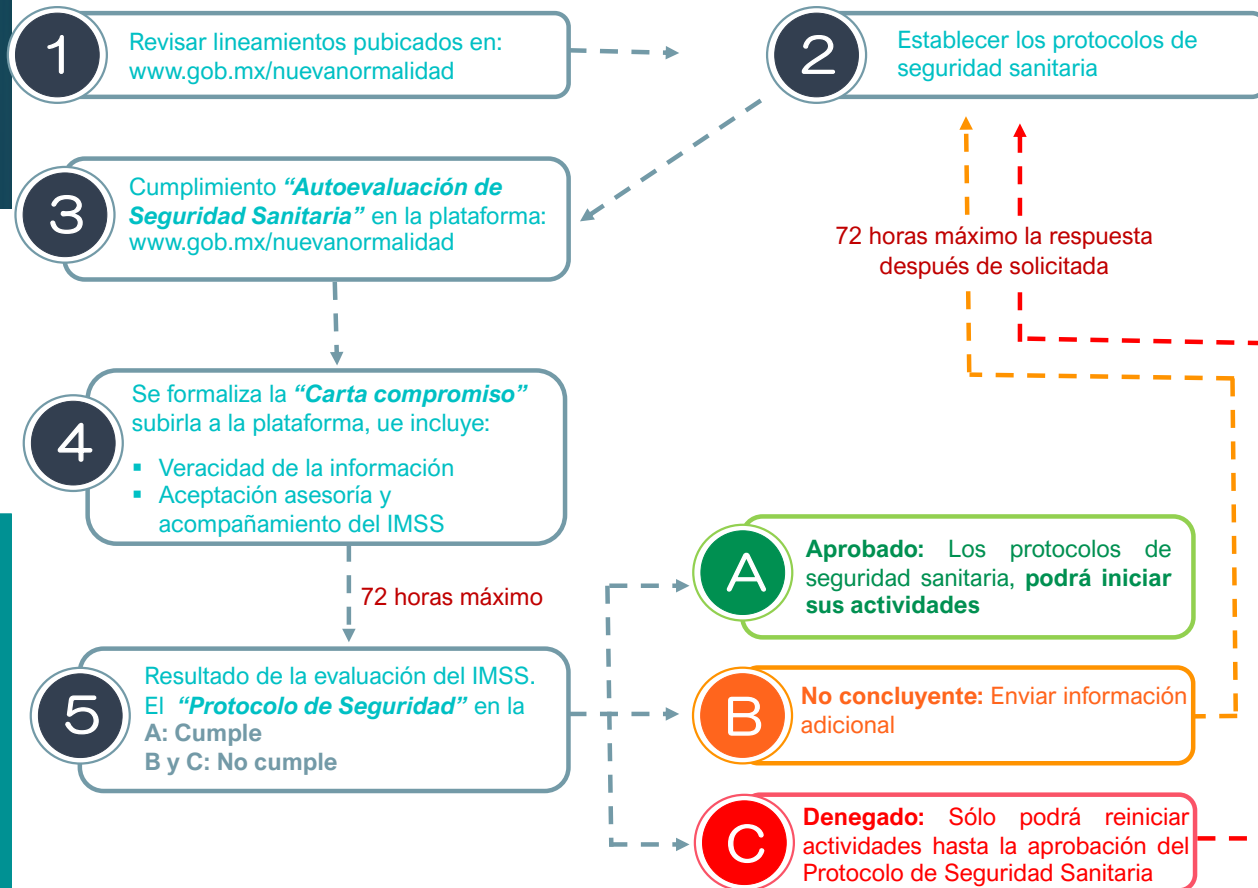 1
Revisar lineamientos pubicados en:
www.gob.mx/nuevanormalidad
2
Establecer los protocolos de
seguridad sanitaria
3
Cumplimiento “Autoevaluación de
Seguridad Sanitaria” en la plataforma:
www.gob.mx/nuevanormalidad
72 horas máximo la respuesta
después de solicitada
4
Se formaliza la “Carta compromiso”
subirla a la plataforma, ue incluye:
▪ Veracidad de la información
▪ Aceptación asesoría y
acompañamiento del IMSS
72 horas máximo
5
Resultado de la evaluación del IMSS.
El “Protocolo de Seguridad” en la
A: Cumple
B y C: No cumple
A
Aprobado: Los protocolos de
seguridad sanitaria, podrá iniciar
sus actividades
B
No concluyente: Enviar información
adicional
C
Denegado: Sólo podrá reiniciar
actividades hasta la aprobación del
Protocolo de Seguridad Sanitaria